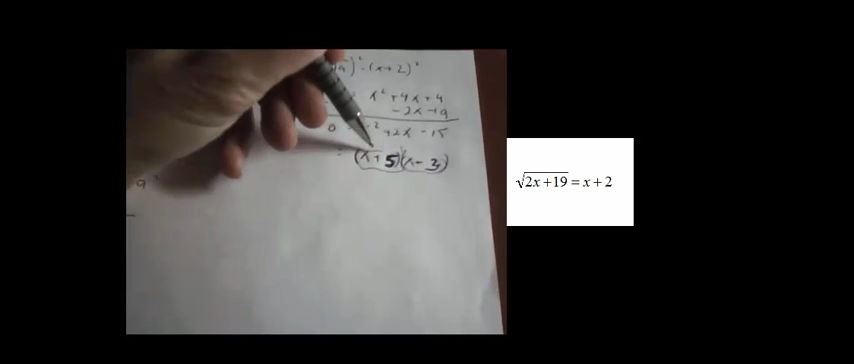 )² = (x+2)²
x² + 4x + 4
- 2x + 19
0 = x² + 2x - 15
= (x+5)(x-3)
√2x+19 = x+2